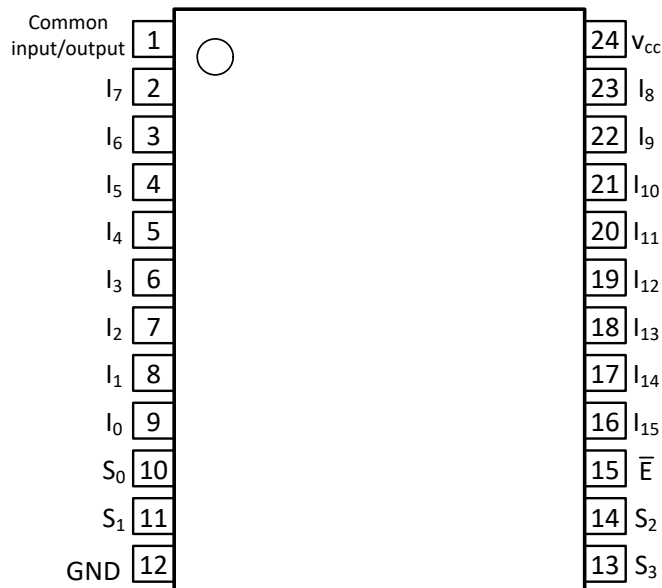 Common
input/output 1 24 vcc
I7 2 23 I8
I6 3 22 I9
I5 4 21 I10
I4 5 20 I11
I3 6 19 I12
I2 7 18 I13
I1 8 17 I14
I0 9 16 I15
S0 10 15 E̅
S1 11 14 S2
GND 12 13 S3